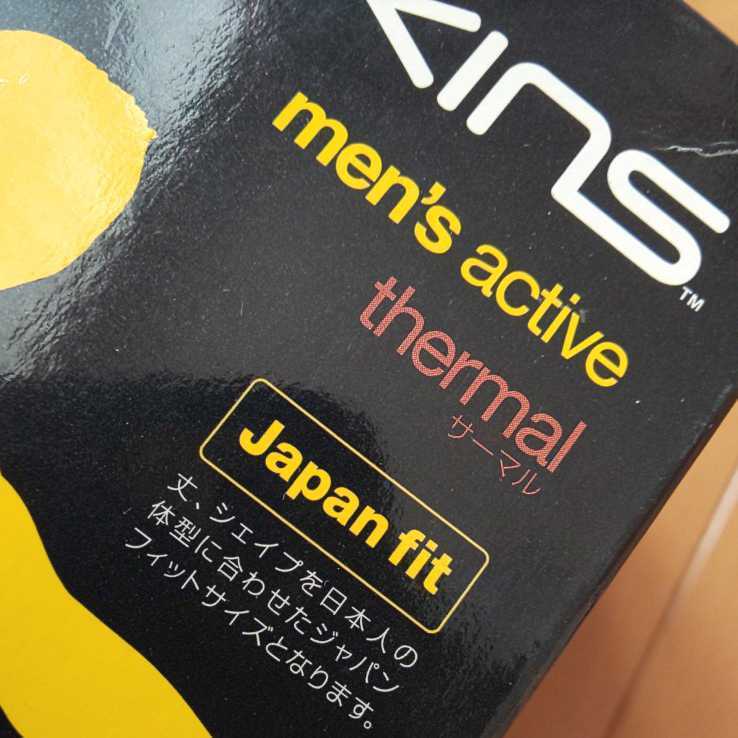 KINS™
men's active
thermal
サーマル
Japan fit
丈、シェイプを日本人の
体型に合わせたジャパン
フィットサイズとなります。